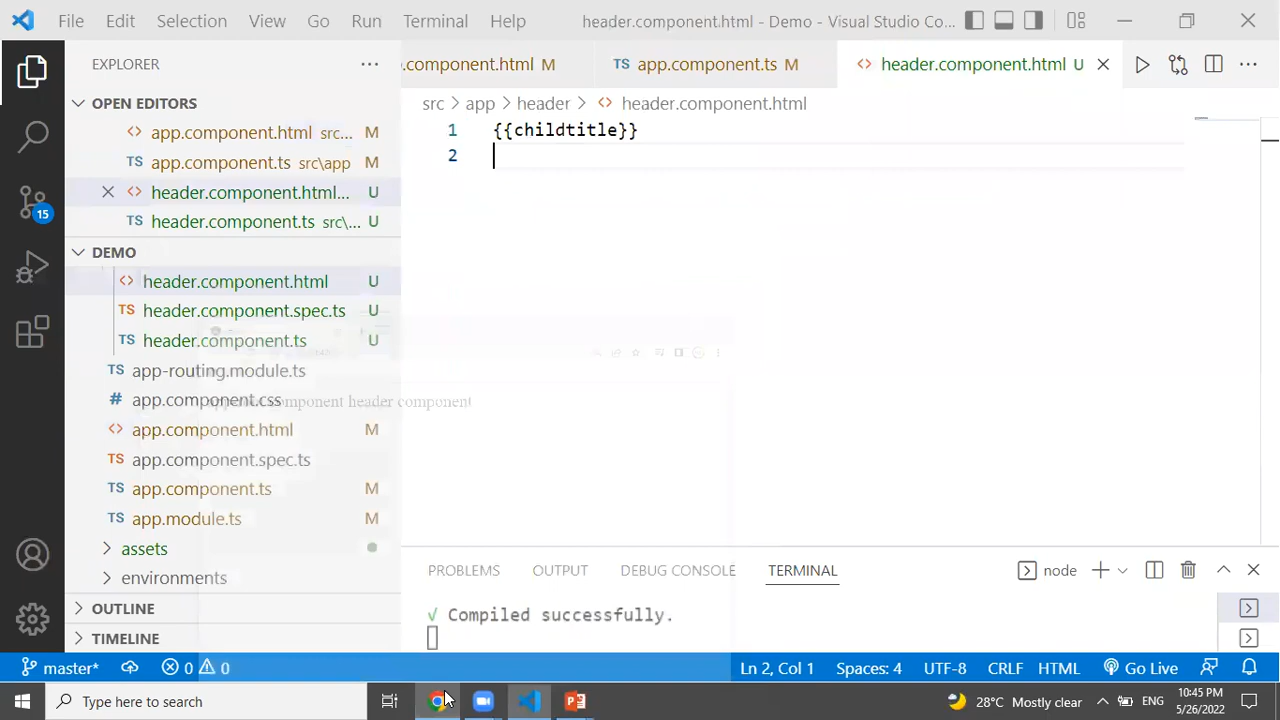 File Edit Selection View Go Run Terminal Help header.component.html - Demo - Visual Studio Co...
EXPLORER
.component.html M app.component.ts M header.component.html U
OPEN EDITORS
src > app > header > header.component.html
app.component.html src... M
app.component.ts src\app M
header.component.html... U
header.component.ts src\... U
1 {{childtitle}}
2
15
DEMO
header.component.html U
header.component.spec.ts U
header.component.ts U
app-routing.module.ts
app.component.css
component header component
app.component.html M
app.component.spec.ts
app.component.ts M
app.module.ts M
assets
environments
OUTLINE
TIMELINE
PROBLEMS OUTPUT DEBUG CONSOLE TERMINAL node
√ Compiled successfully.
master* 0 0 Ln 2, Col 1 Spaces: 4 UTF-8 CRLF HTML Go Live
Type here to search 28°C Mostly clear ENG 10:45 PM
5/26/2022